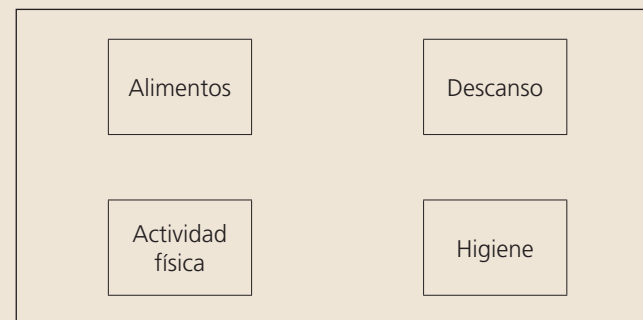 Alimentos
Descanso
Actividad
física
Higiene